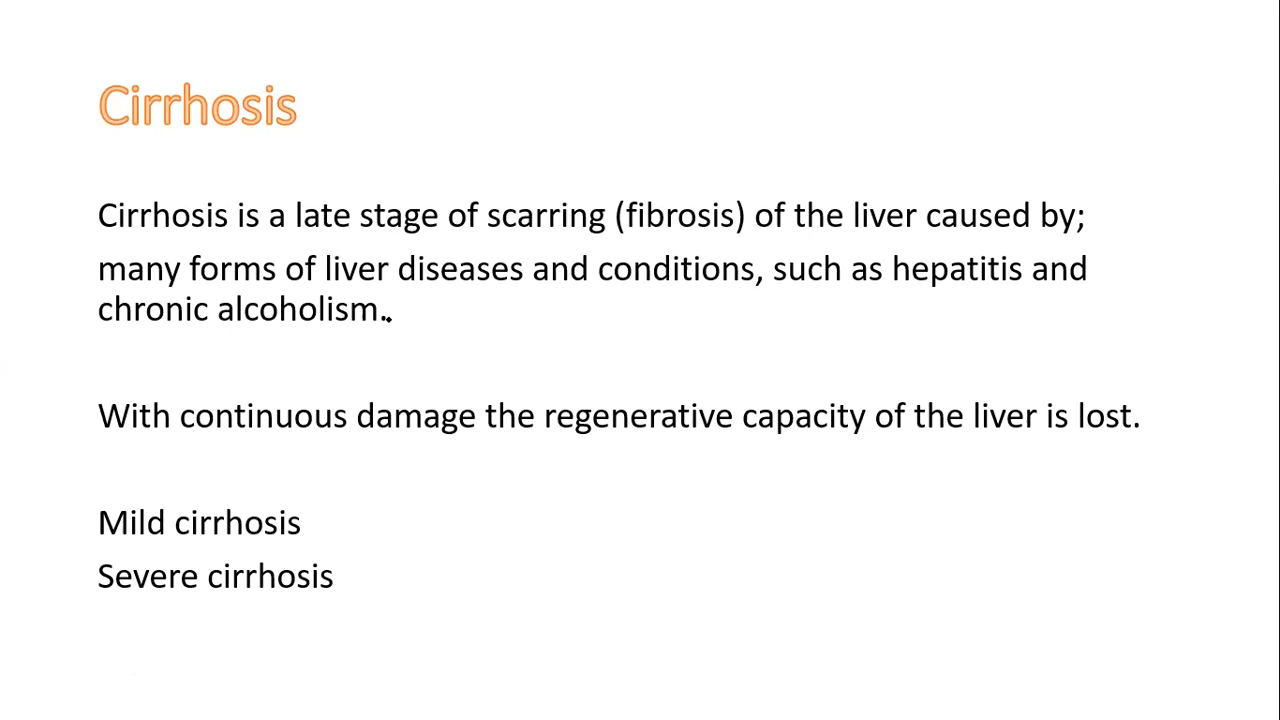 Cirrhosis
Cirrhosis is a late stage of scarring (fibrosis) of the liver caused by;
many forms of liver diseases and conditions, such as hepatitis and
chronic alcoholism.
With continuous damage the regenerative capacity of the liver is lost.
Mild cirrhosis
Severe cirrhosis